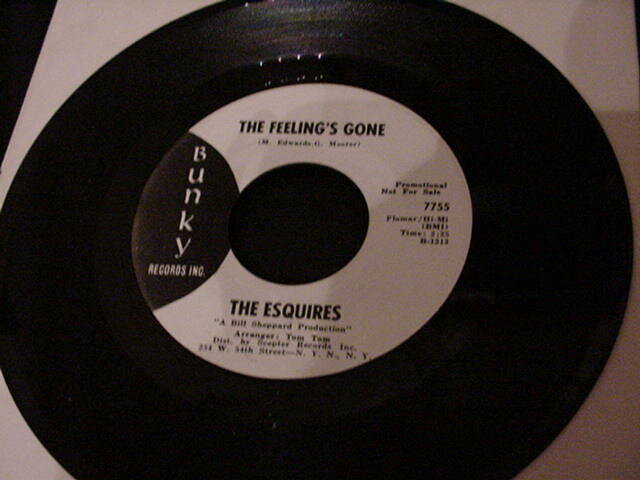 THE FEELING'S GONE
(M. Edwards-G. Moorer)
Bunky
RECORDS INC.
Promotional
Not For Sale
7755
Flomar/Hi-Mi
(BMI)
Time: 2:25
B-1313
THE ESQUIRES
"A Bill Sheppard Production"
Arranger: Tom Tom
Dist. by Scepter Records Inc.
254 W. 54th Street—N. Y. N., N. Y.